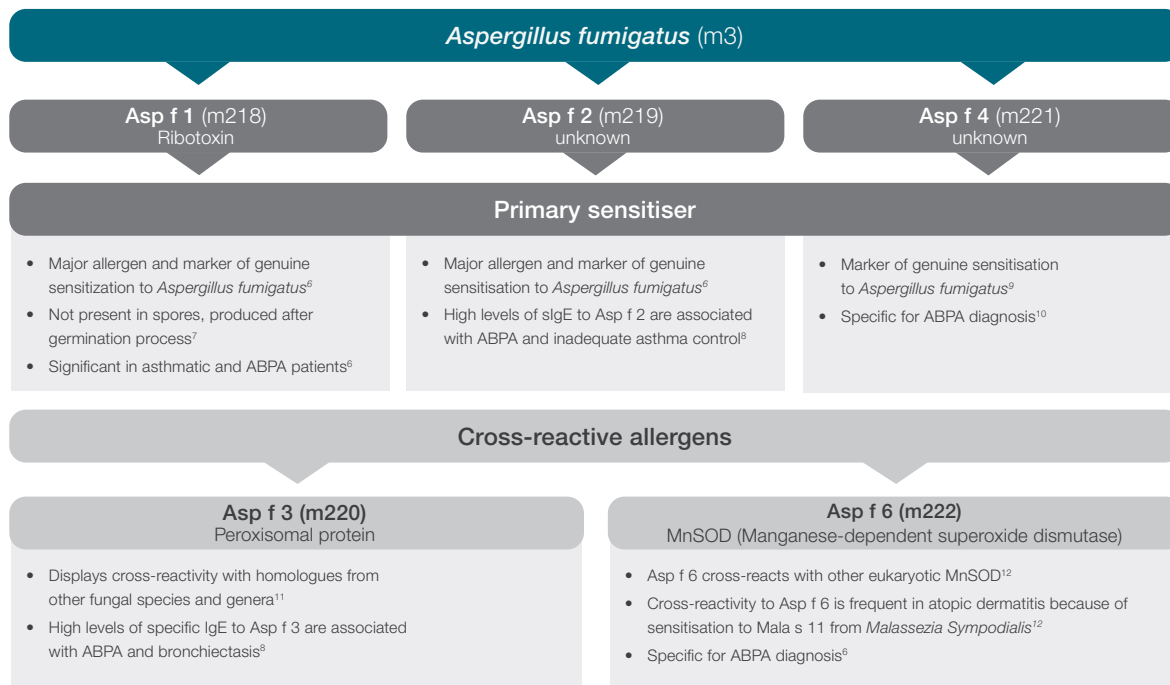 Aspergillus fumigatus (m3)
Asp f 1 (m218)
Ribotoxin
Asp f 2 (m219)
unknown
Asp f 4 (m221)
unknown
Primary sensitiser
• Major allergen and marker of genuine
sensitization to Aspergillus fumigatus⁶
• Not present in spores, produced after
germination process⁷
• Significant in asthmatic and ABPA patients⁶
• Major allergen and marker of genuine
sensitisation to Aspergillus fumigatus⁶
• High levels of sIgE to Asp f 2 are associated
with ABPA and inadequate asthma control⁸
• Marker of genuine sensitisation
to Aspergillus fumigatus⁹
• Specific for ABPA diagnosis¹⁰
Cross-reactive allergens
Asp f 3 (m220)
Peroxisomal protein
• Displays cross-reactivity with homologues from
other fungal species and genera¹¹
• High levels of specific IgE to Asp f 3 are associated
with ABPA and bronchiectasis⁸
Asp f 6 (m222)
MnSOD (Manganese-dependent superoxide dismutase)
• Asp f 6 cross-reacts with other eukaryotic MnSOD¹²
• Cross-reactivity to Asp f 6 is frequent in atopic dermatitis because of
sensitisation to Mala s 11 from Malassezia Sympodialis¹²
• Specific for ABPA diagnosis⁶